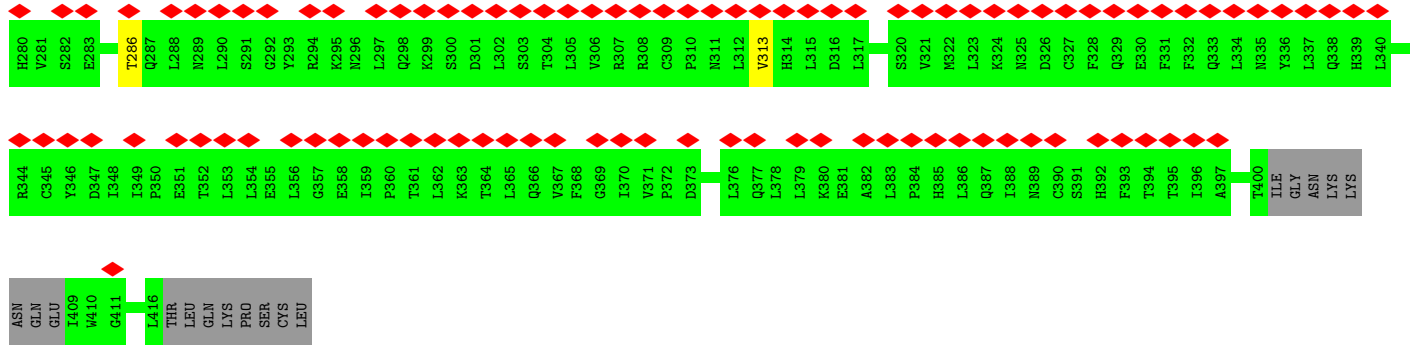 H280 V281 S282 E283 T286 Q287 L288 N289 L290 S291 G292 Y293 R294 K295 N296 L297 Q298 K299 S300 D301 L302 S303 T304 L305 V306 R307 R308 C309 P310 N311 L312 V313 H314 L315 D316 L317 S320 V321 M322 L323 K324 N325 D326 C327 F328 Q329 E330 F331 F332 Q333 L334 N335 Y336 L337 Q338 H339 L340
R344 C345 Y346 D347 I348 I349 P350 E351 T352 L353 L354 E355 L356 G357 E358 I359 P360 T361 L362 K363 T364 L365 Q366 V367 F368 G369 I370 V371 P372 D373 L376 Q377 L378 L379 K380 E381 A382 L383 P384 H385 L386 Q387 I388 N389 C390 S391 H392 F393 T394 T395 I396 A397 T400 ILE GLY ASN LYS LYS
ASN GLN GLU I409 W410 G411 L416 THR LEU GLN LYS PRO SER CYS LEU